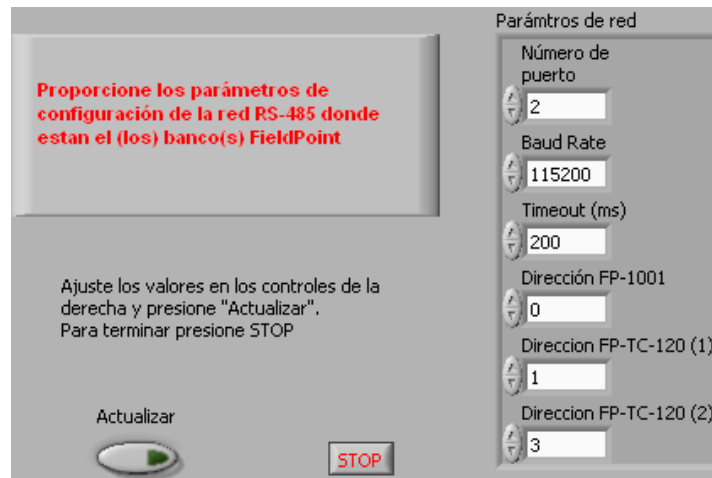 Parámtros de red
Proporcione los parámetros de
configuración de la red RS-485 donde
estan el (los) banco(s) FieldPoint
Número de
puerto
2
Baud Rate
115200
Timeout (ms)
200
Dirección FP-1001
0
Direccion FP-TC-120 (1)
1
Direccion FP-TC-120 (2)
3
Ajuste los valores en los controles de la
derecha y presione "Actualizar".
Para terminar presione STOP
Actualizar
STOP